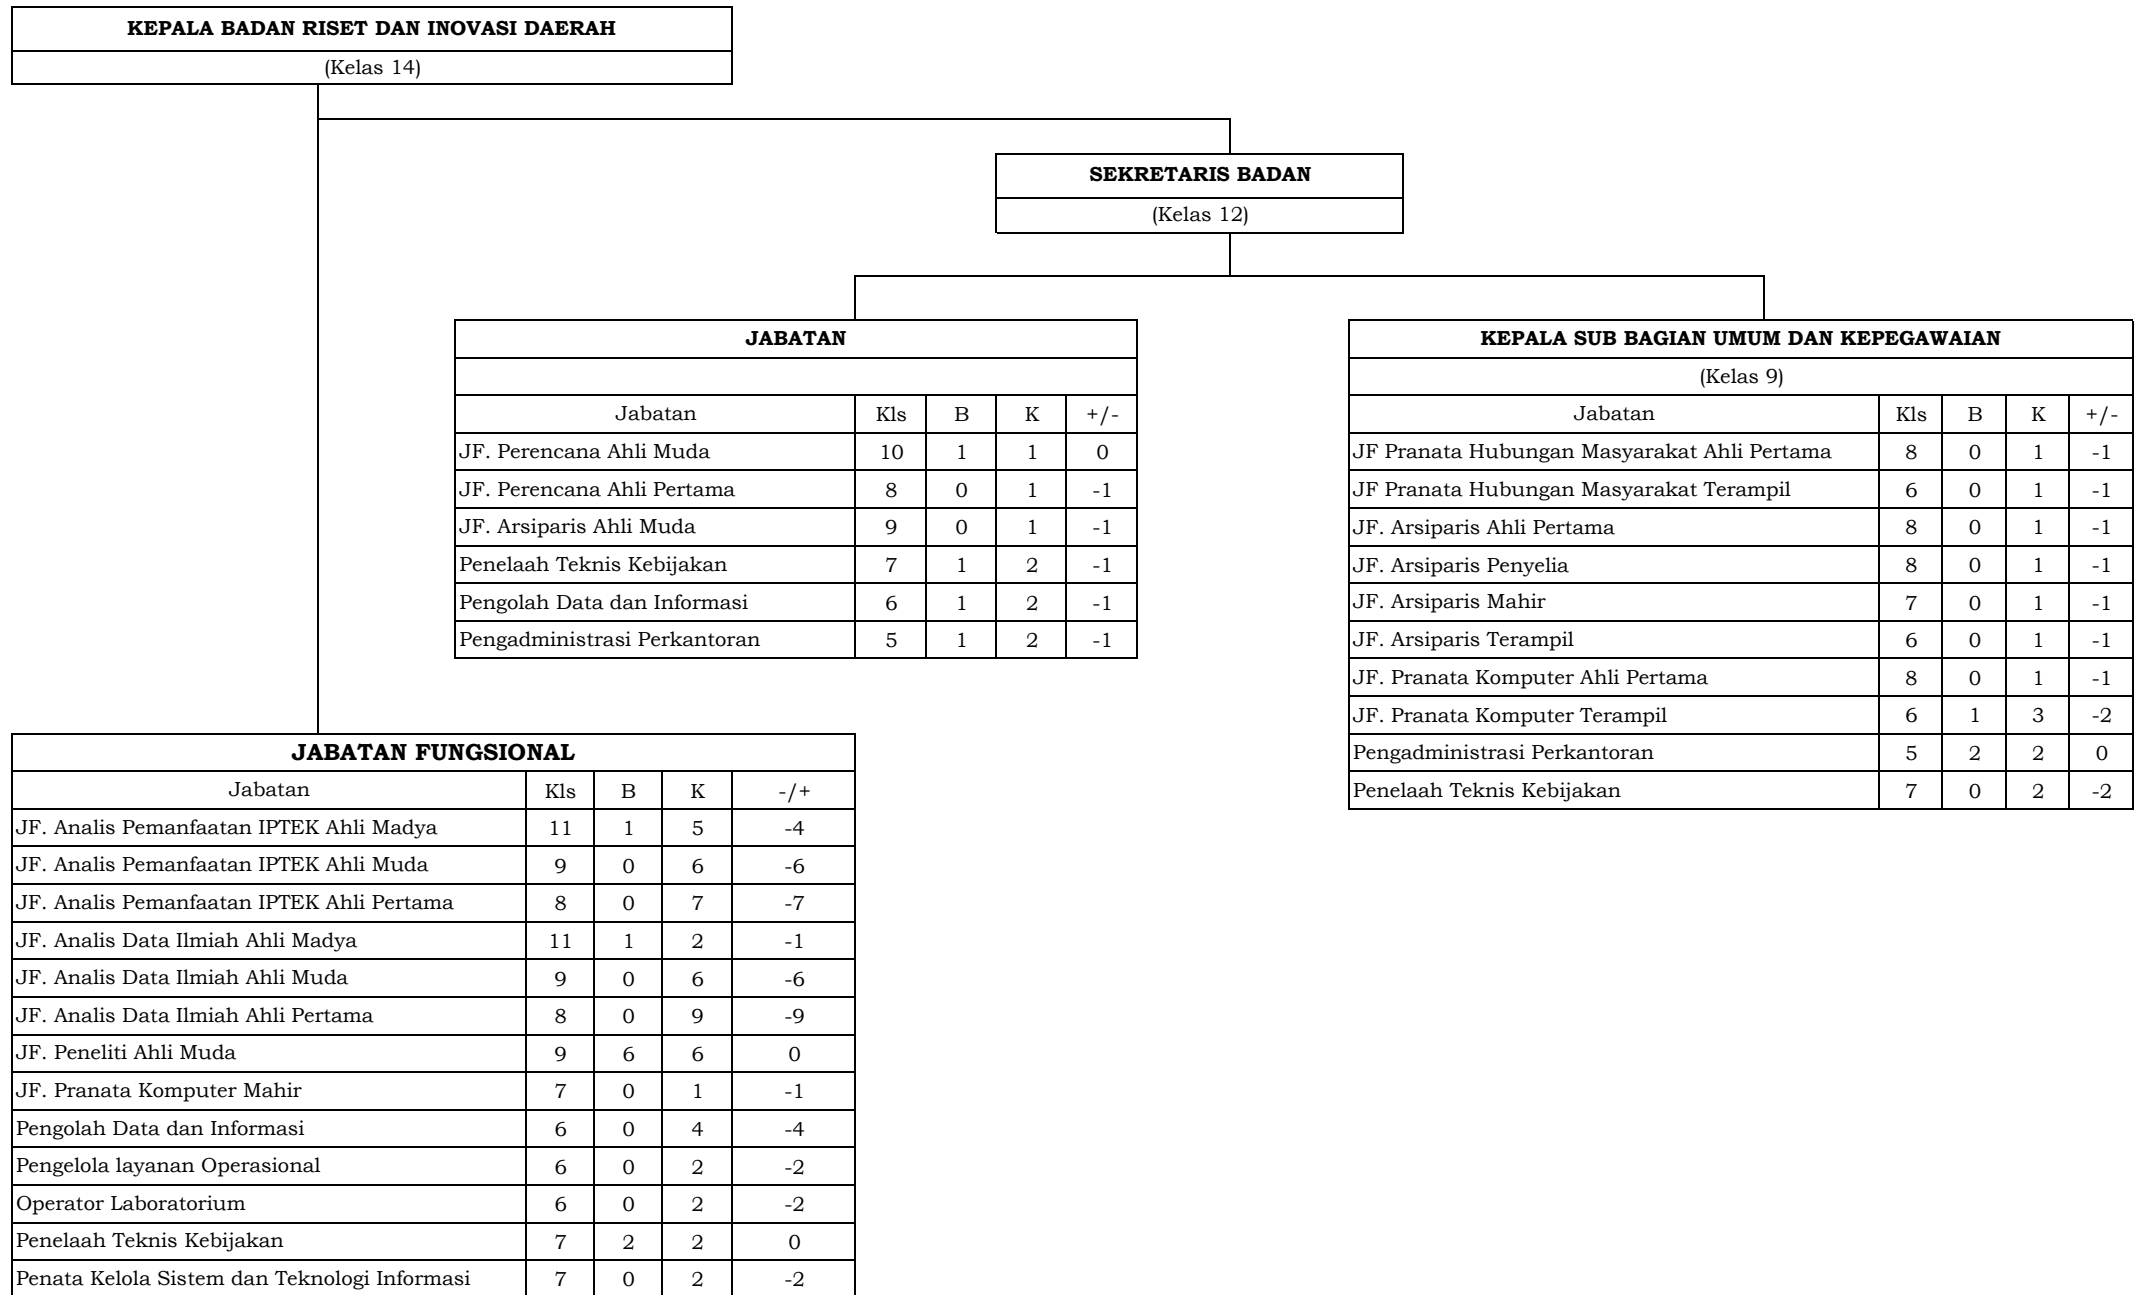 KEPALA BADAN RISET DAN INOVASI DAERAH
(Kelas 14)
SEKRETARIS BADAN
(Kelas 12)
JABATAN
Jabatan Kls B K +/-
JF. Perencana Ahli Muda 10 1 1 0
JF. Perencana Ahli Pertama 8 0 1 -1
JF. Arsiparis Ahli Muda 9 0 1 -1
Penelaah Teknis Kebijakan 7 1 2 -1
Pengolah Data dan Informasi 6 1 2 -1
Pengadministrasi Perkantoran 5 1 2 -1
KEPALA SUB BAGIAN UMUM DAN KEPEGAWAIAN
(Kelas 9)
Jabatan Kls B K +/-
JF Pranata Hubungan Masyarakat Ahli Pertama 8 0 1 -1
JF Pranata Hubungan Masyarakat Terampil 6 0 1 -1
JF. Arsiparis Ahli Pertama 8 0 1 -1
JF. Arsiparis Penyelia 8 0 1 -1
JF. Arsiparis Mahir 7 0 1 -1
JF. Arsiparis Terampil 6 0 1 -1
JF. Pranata Komputer Ahli Pertama 8 0 1 -1
JF. Pranata Komputer Terampil 6 1 3 -2
Pengadministrasi Perkantoran 5 2 2 0
Penelaah Teknis Kebijakan 7 0 2 -2
JABATAN FUNGSIONAL
Jabatan Kls B K -/+
JF. Analis Pemanfaatan IPTEK Ahli Madya 11 1 5 -4
JF. Analis Pemanfaatan IPTEK Ahli Muda 9 0 6 -6
JF. Analis Pemanfaatan IPTEK Ahli Pertama 8 0 7 -7
JF. Analis Data Ilmiah Ahli Madya 11 1 2 -1
JF. Analis Data Ilmiah Ahli Muda 9 0 6 -6
JF. Analis Data Ilmiah Ahli Pertama 8 0 9 -9
JF. Peneliti Ahli Muda 9 6 6 0
JF. Pranata Komputer Mahir 7 0 1 -1
Pengolah Data dan Informasi 6 0 4 -4
Pengelola layanan Operasional 6 0 2 -2
Operator Laboratorium 6 0 2 -2
Penelaah Teknis Kebijakan 7 2 2 0
Penata Kelola Sistem dan Teknologi Informasi 7 0 2 -2